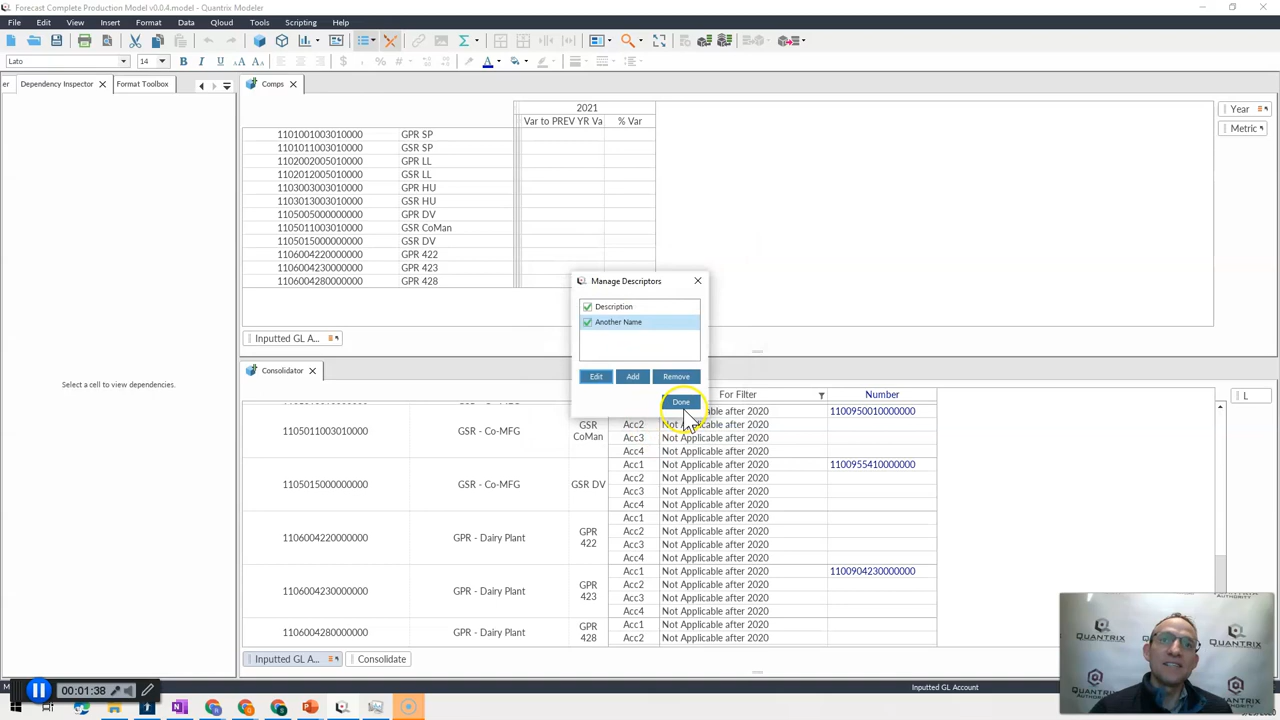 Forecast Complete Production Model v0.0.4.model - Quantrix Modeler
File Edit View Insert Format Data Qloud Tools Scripting Help
Lato 14 B I U
er Dependency Inspector Format Toolbox
Select a cell to view dependencies.
Comps
2021
Var to PREV YR Va % Var
1101001003010000 GPR SP
1101011003010000 GSR SP
1102002005010000 GPR LL
1102012005010000 GSR LL
1103003003010000 GPR HU
1103013003010000 GSR HU
1105005000000000 GPR DV
1105011003010000 GSR CoMan
1105015000000000 GSR DV
1106004220000000 GPR 422
1106004230000000 GPR 423
1106004280000000 GPR 428
Year
Metric
Inputted GL A...
Manage Descriptors
Description
Another Name
Edit Add Remove
Done
Consolidator
For Filter Number
L
1105011003010000 GSR - Co-MFG GSR CoMan
1100950010000000
Acc2 Not Applicable after 2020
Acc3 Not Applicable after 2020
Acc4 Not Applicable after 2020
1105015000000000 GSR - Co-MFG GSR DV
Acc1 Not Applicable after 2020 1100955410000000
Acc2 Not Applicable after 2020
Acc3 Not Applicable after 2020
Acc4 Not Applicable after 2020
1106004220000000 GPR - Dairy Plant GPR 422
Acc1 Not Applicable after 2020
Acc2 Not Applicable after 2020
Acc3 Not Applicable after 2020
Acc4 Not Applicable after 2020
1106004230000000 GPR - Dairy Plant GPR 423
Acc1 Not Applicable after 2020 1100904230000000
Acc2 Not Applicable after 2020
Acc3 Not Applicable after 2020
Acc4 Not Applicable after 2020
1106004280000000 GPR - Dairy Plant GPR 428
Acc1 Not Applicable after 2020
Acc2 Not Applicable after 2020
Inputted GL A... Consolidate
Inputted GL Account
00:01:38
QUANTRIX
AUTHORITY